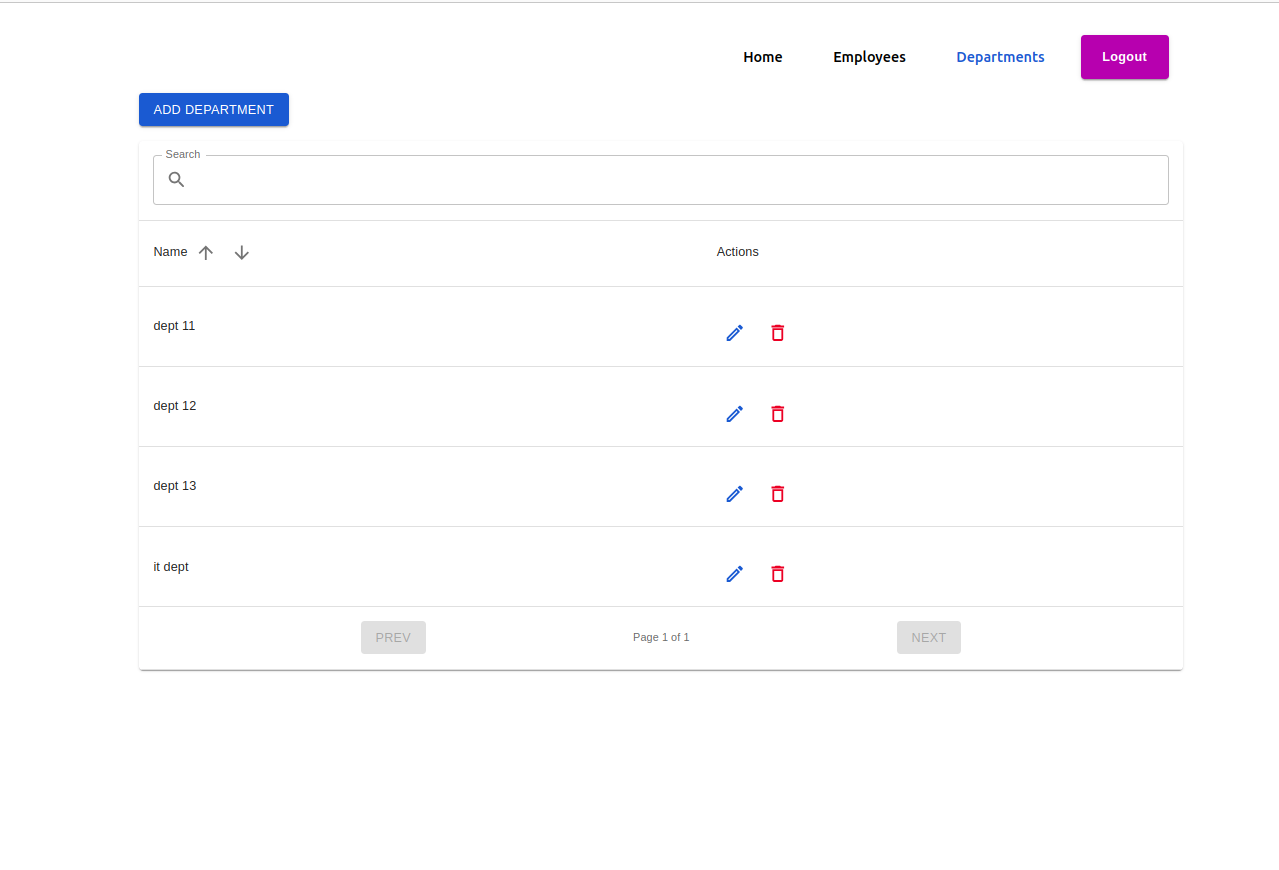 Home Employees Departments Logout
ADD DEPARTMENT
Search
Name Actions
dept 11
dept 12
dept 13
it dept
PREV Page 1 of 1 NEXT